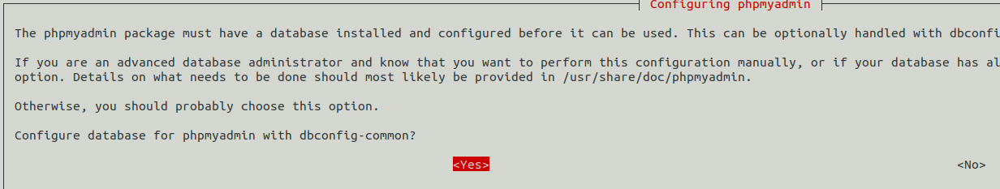 Configuring phpmyadmin
The phpmyadmin package must have a database installed and configured before it can be used. This can be optionally handled with dbconfi
If you are an advanced database administrator and know that you want to perform this configuration manually, or if your database has al
option. Details on what needs to be done should most likely be provided in /usr/share/doc/phpmyadmin.
Otherwise, you should probably choose this option.
Configure database for phpmyadmin with dbconfig-common?
<Yes> <No>